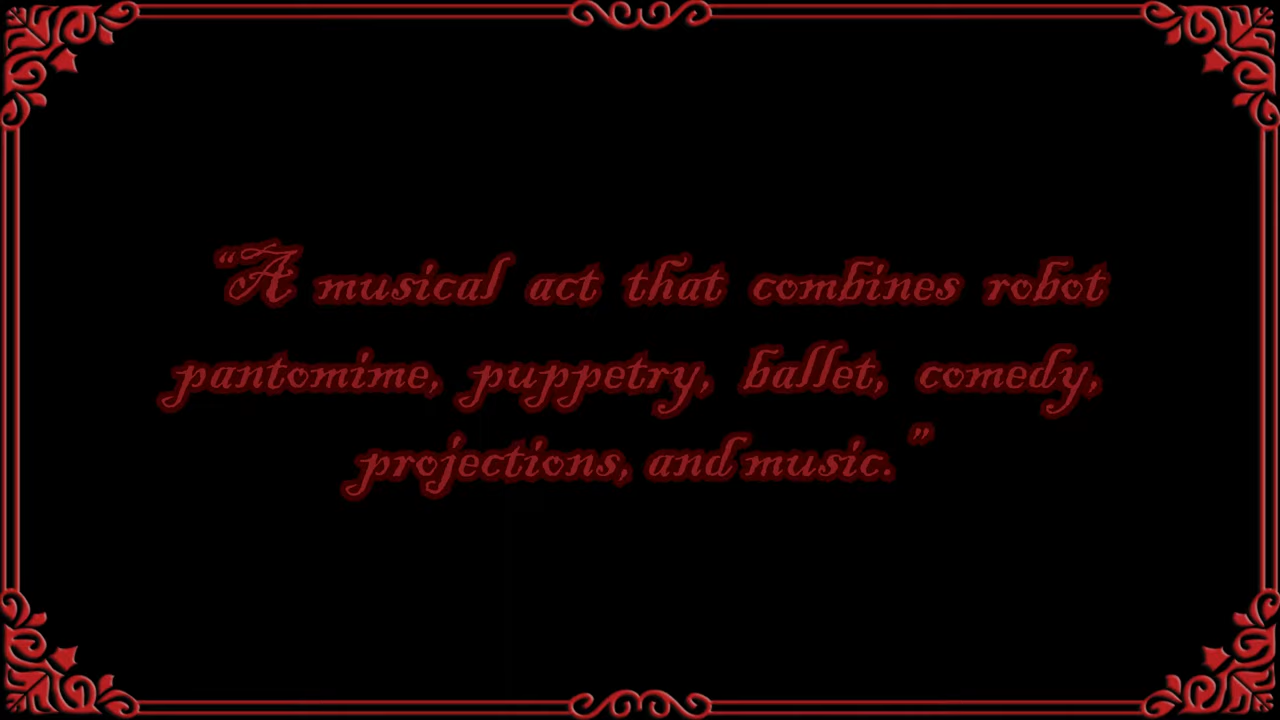 “A musical act that combines robot
pantomime, puppetry, ballet, comedy,
projections, and music.”